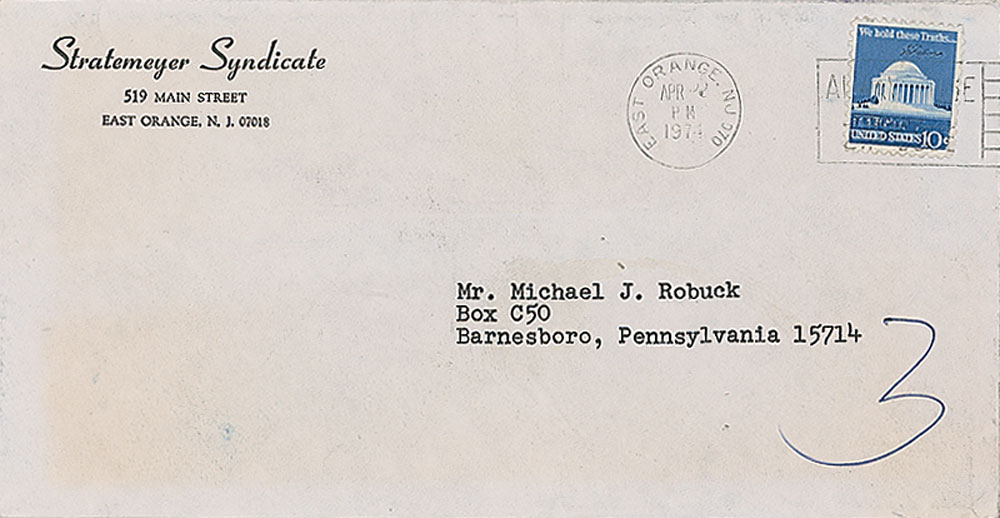 Stratemeyer Syndicate
519 MAIN STREET
EAST ORANGE, N. J. 07018
EAST ORANGE, NJ 070
APR
PM
1974
We hold these Truths...
UNITED STATES 10c
Mr. Michael J. Robuck
Box C50
Barnesboro, Pennsylvania 15714
3